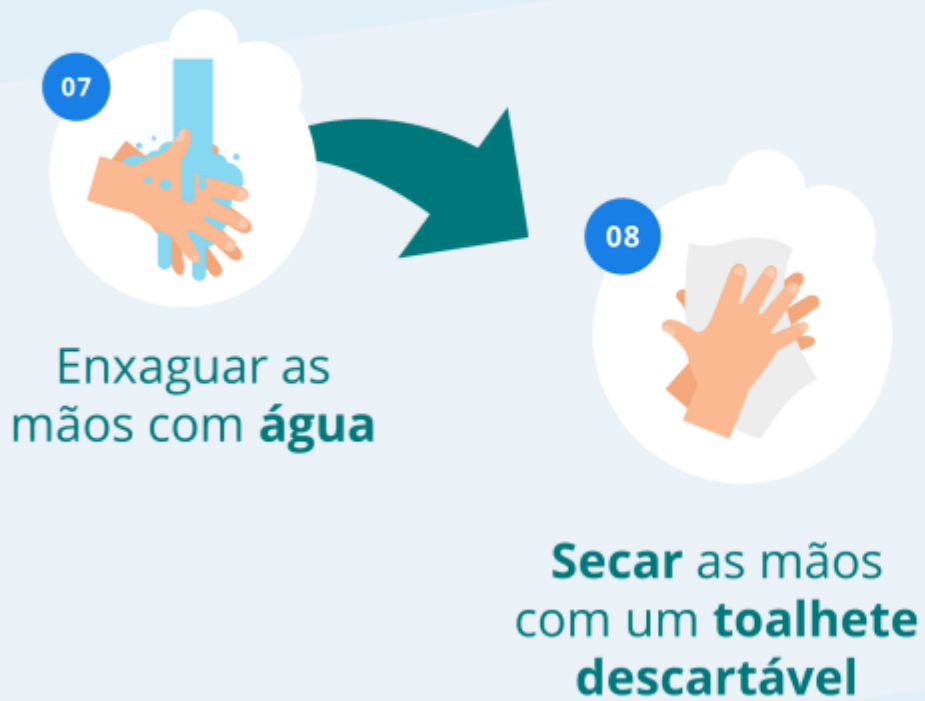 07
Enxaguar as
mãos com água
08
Secar as mãos
com um toalhete
descartável